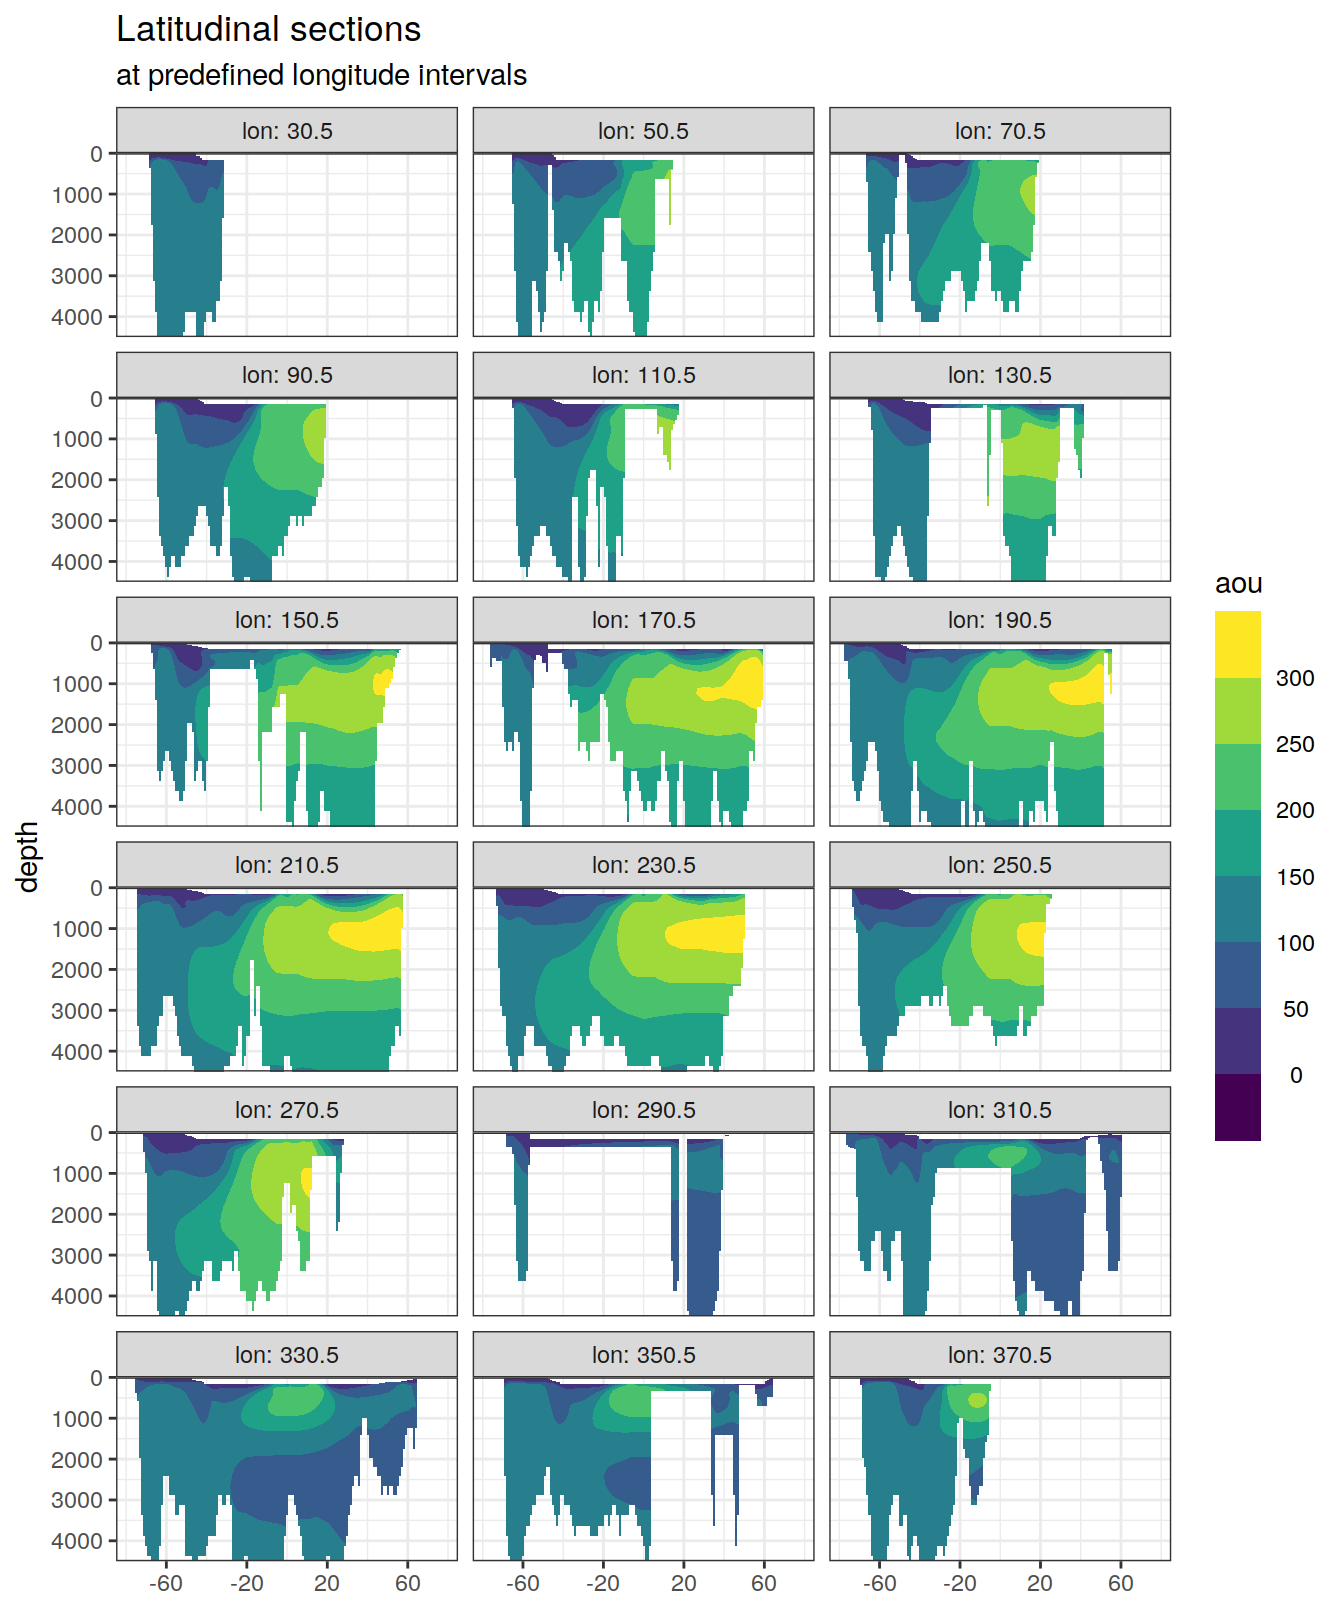 Latitudinal sections
at predefined longitude intervals
lon: 30.5
lon: 50.5
lon: 70.5
0
1000
2000
3000
4000
lon: 90.5
lon: 110.5
lon: 130.5
0
1000
2000
3000
4000
lon: 150.5
lon: 170.5
lon: 190.5
0
1000
2000
3000
4000
lon: 210.5
lon: 230.5
lon: 250.5
0
1000
2000
3000
4000
lon: 270.5
lon: 290.5
lon: 310.5
0
1000
2000
3000
4000
lon: 330.5
lon: 350.5
lon: 370.5
0
1000
2000
3000
4000
-60 -20 20 60
-60 -20 20 60
-60 -20 20 60
depth
aou
300
250
200
150
100
50
0